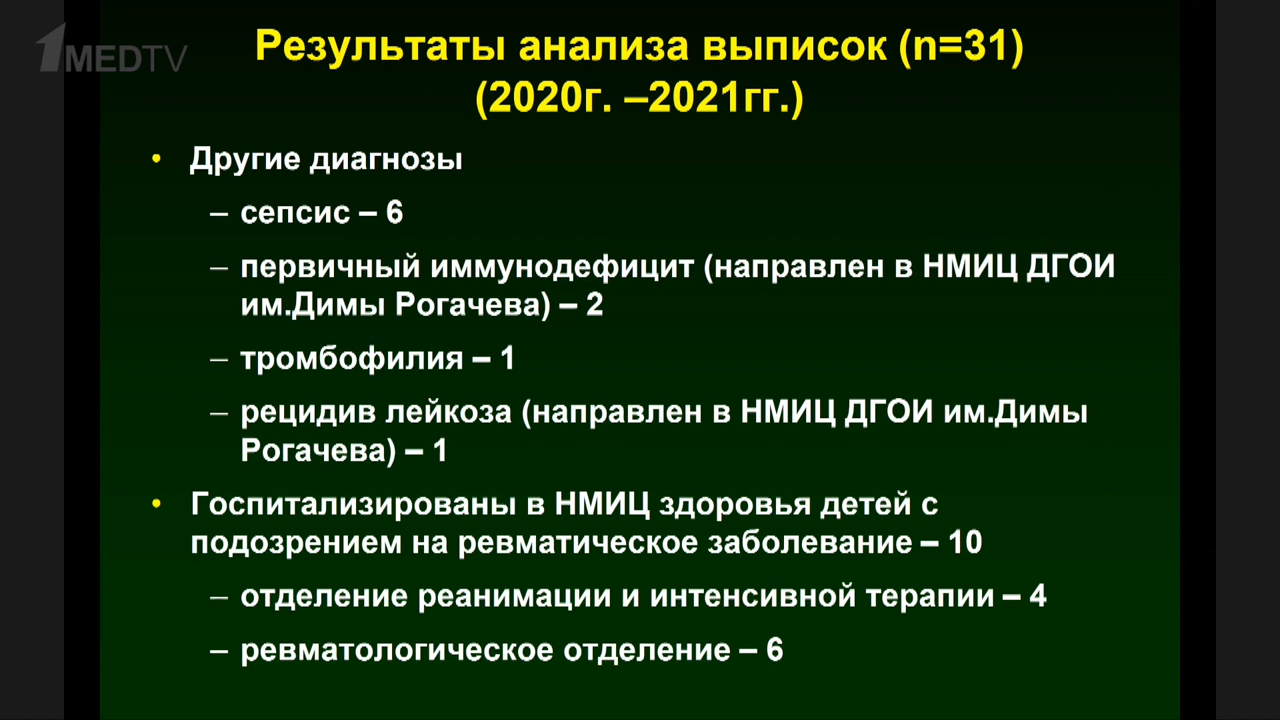 1MEDTV
Результаты анализа выписок (n=31)
(2020г. –2021гг.)
• Другие диагнозы
– сепсис – 6
– первичный иммунодефицит (направлен в НМИЦ ДГОИ
им.Димы Рогачева) – 2
– тромбофилия – 1
– рецидив лейкоза (направлен в НМИЦ ДГОИ им.Димы
Рогачева) – 1
• Госпитализированы в НМИЦ здоровья детей с
подозрением на ревматическое заболевание – 10
– отделение реанимации и интенсивной терапии – 4
– ревматологическое отделение – 6